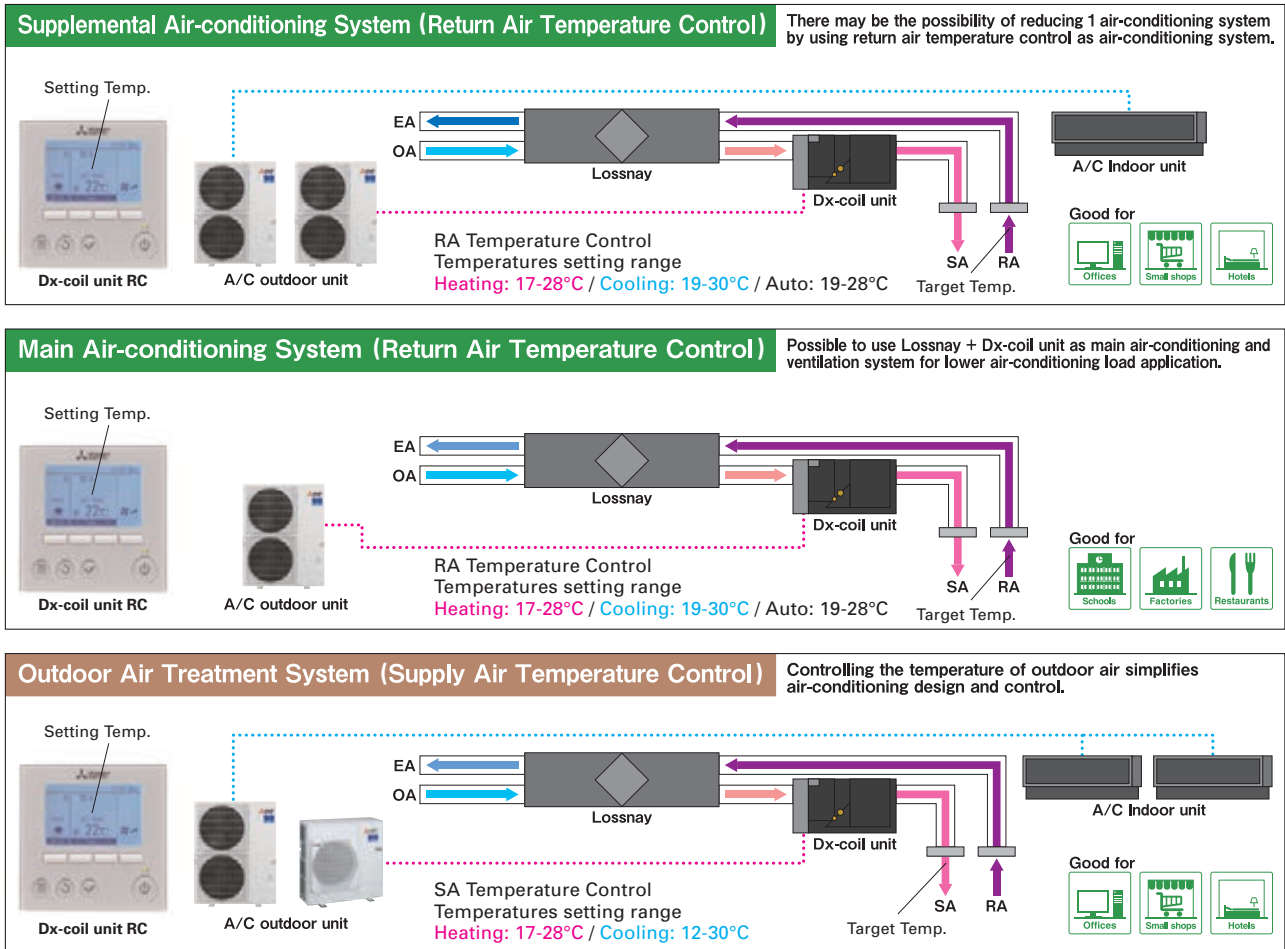 Supplemental Air-conditioning System (Return Air Temperature Control)
There may be the possibility of reducing 1 air-conditioning system
by using return air temperature control as air-conditioning system.
Setting Temp.
22°C
Dx-coil unit RC
A/C outdoor unit
EA
OA
Lossnay
Dx-coil unit
A/C Indoor unit
RA Temperature Control
Temperatures setting range
Heating: 17-28°C / Cooling: 19-30°C / Auto: 19-28°C
SA
RA
Target Temp.
Good for
Offices
Small shops
Hotels
Main Air-conditioning System (Return Air Temperature Control)
Possible to use Lossnay + Dx-coil unit as main air-conditioning and
ventilation system for lower air-conditioning load application.
Setting Temp.
22°C
Dx-coil unit RC
A/C outdoor unit
EA
OA
Lossnay
Dx-coil unit
RA Temperature Control
Temperatures setting range
Heating: 17-28°C / Cooling: 19-30°C / Auto: 19-28°C
SA
RA
Target Temp.
Good for
Schools
Factories
Restaurants
Outdoor Air Treatment System (Supply Air Temperature Control)
Controlling the temperature of outdoor air simplifies
air-conditioning design and control.
Setting Temp.
22°C
Dx-coil unit RC
A/C outdoor unit
EA
OA
Lossnay
Dx-coil unit
A/C Indoor unit
SA Temperature Control
Temperatures setting range
Heating: 17-28°C / Cooling: 12-30°C
SA
RA
Target Temp.
Good for
Offices
Small shops
Hotels